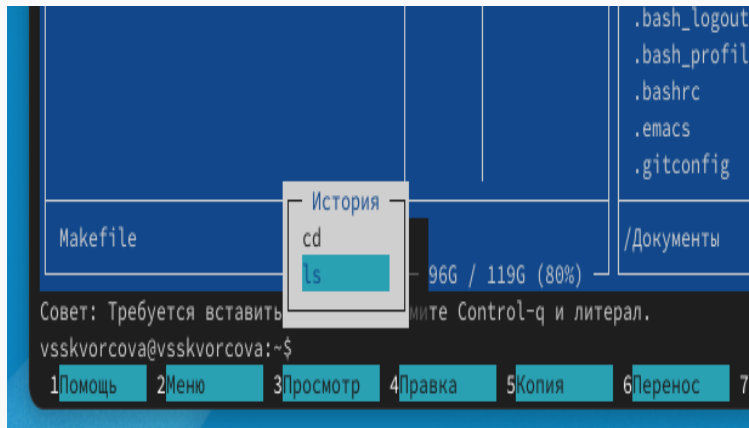 .bash_logout
.bash_profil
.bashrc
.emacs
.gitconfig
История
Makefile
cd
/Документы
ls
96G / 119G (80%)
Совет: Требуется вставить мите Control-q и литерал.
vsskvorcova@vsskvorcova:~$
1Помощь 2Меню 3Просмотр 4Правка 5Копия 6Перенос 7